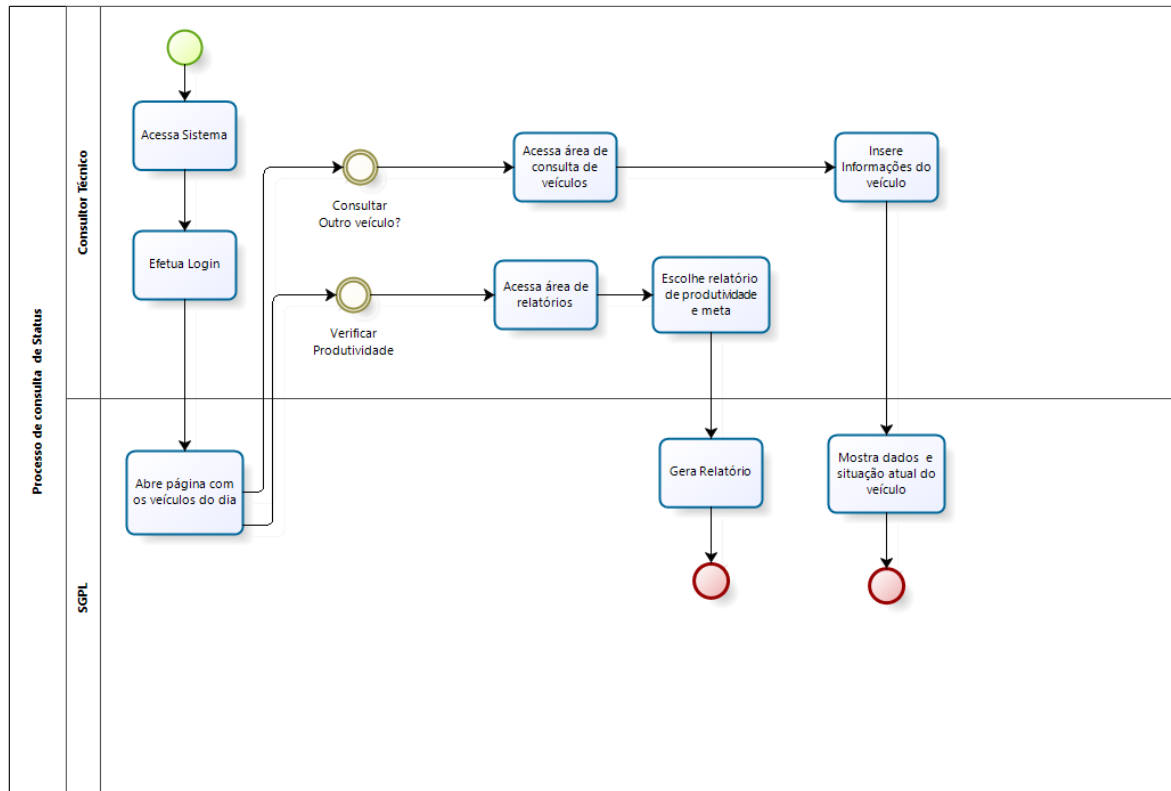 Processo de consulta de Status
Consultor Técnico
SGPL
Acessa Sistema
Efetua Login
Abre página com
os veículos do dia
Consultar
Outro veículo?
Acessa área de
consulta de
veículos
Insere
Informações do
veículo
Verificar
Produtividade
Acessa área de
relatórios
Escolhe relatório
de produtividade
e meta
Gera Relatório
Mostra dados e
situação atual do
veículo